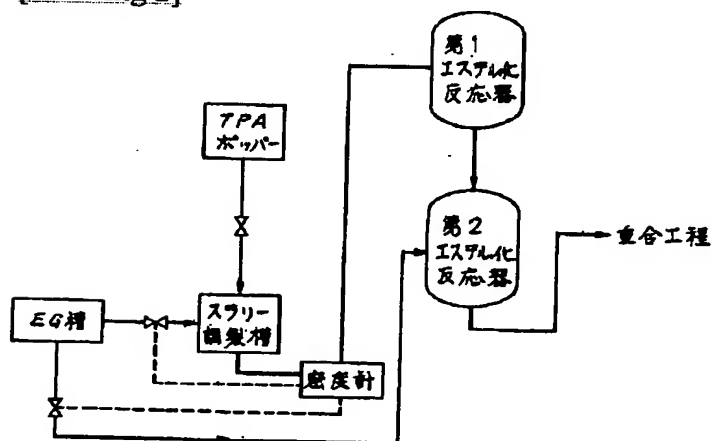 第1
エステル化
反応器
TPA
ホッパー
第2
エステル化
反応器
重合工程
EG槽
スラリー
調製槽
密度計